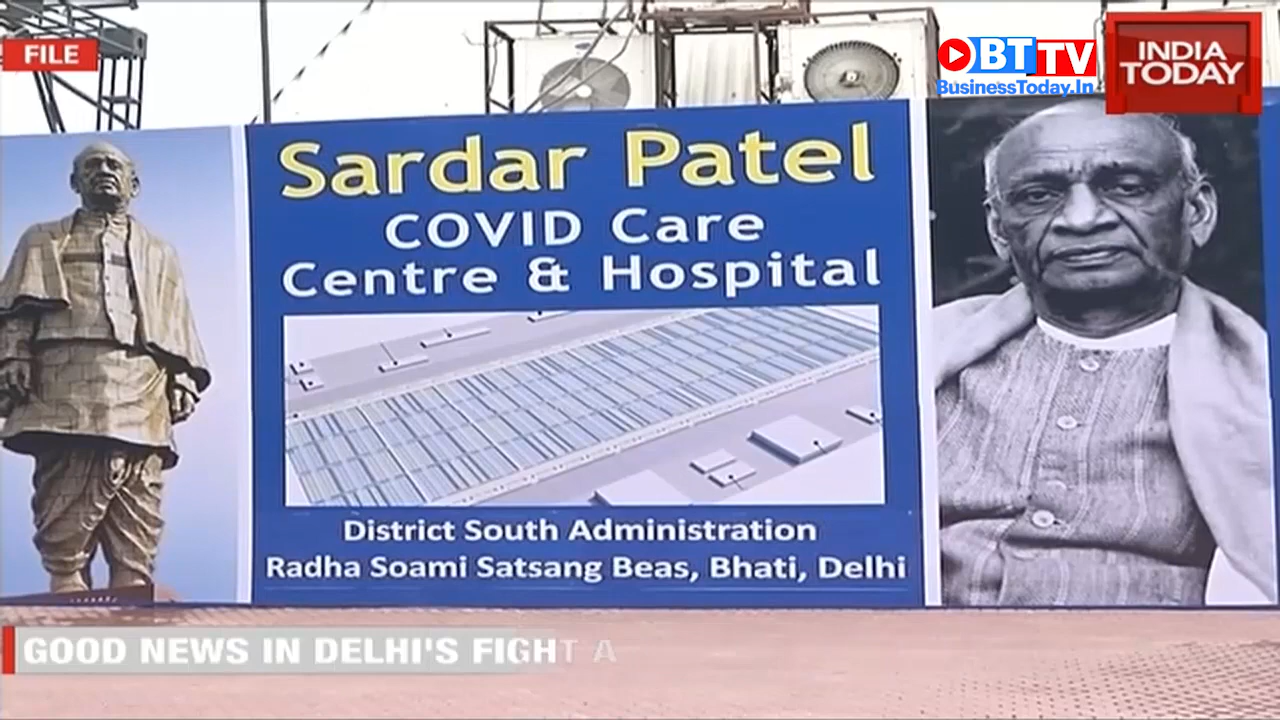 FILE
BT TV
BusinessToday.In
INDIA
TODAY
Sardar Patel
COVID Care
Centre & Hospital
District South Administration
Radha Soami Satsang Beas, Bhati, Delhi
GOOD NEWS IN DELHI'S FIGHT A